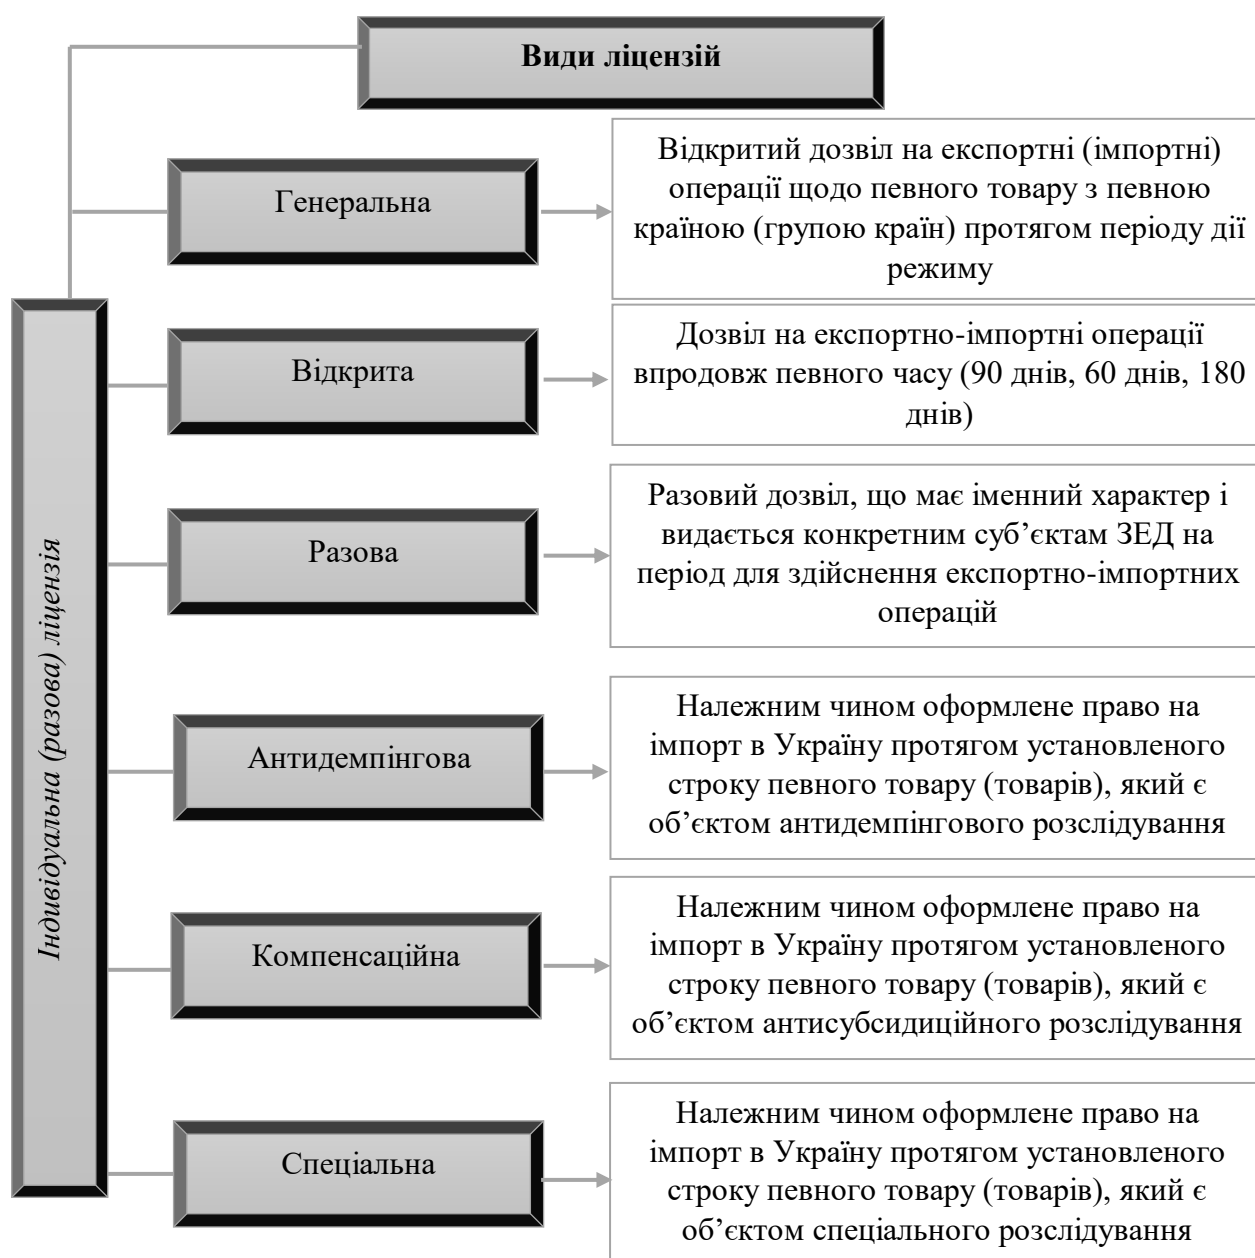 Види ліцензій
Генеральна
Відкритий дозвіл на експортні (імпортні)
операції щодо певного товару з певною
країною (групою країн) протягом періоду дії
режиму
Індивідуальна (разова) ліцензія
Відкрита
Дозвіл на експортно-імпортні операції
впродовж певного часу (90 днів, 60 днів, 180
днів)
Разова
Разовий дозвіл, що має іменний характер і
видається конкретним суб’єктам ЗЕД на
період для здійснення експортно-імпортних
операцій
Антидемпінгова
Належним чином оформлене право на
імпорт в Україну протягом установленого
строку певного товару (товарів), який є
об’єктом антидемпінгового розслідування
Компенсаційна
Належним чином оформлене право на
імпорт в Україну протягом установленого
строку певного товару (товарів), який є
об’єктом антисубсидиційного розслідування
Спеціальна
Належним чином оформлене право на
імпорт в Україну протягом установленого
строку певного товару (товарів), який є
об’єктом спеціального розслідування